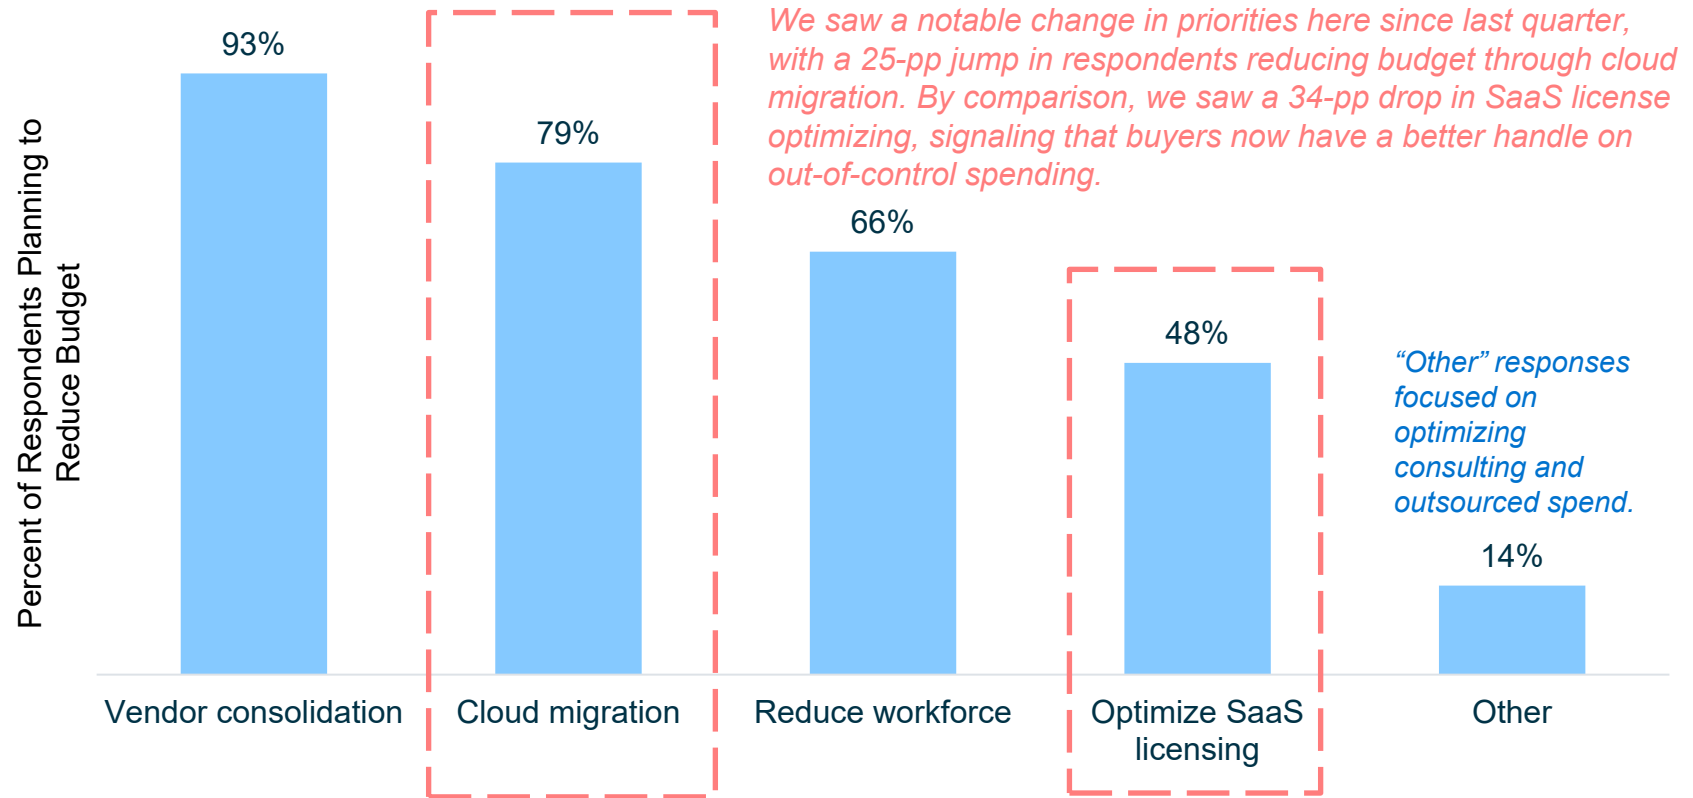 We saw a notable change in priorities here since last quarter,
with a 25-pp jump in respondents reducing budget through cloud
migration. By comparison, we saw a 34-pp drop in SaaS license
optimizing, signaling that buyers now have a better handle on
out-of-control spending.
Percent of Respondents Planning to
Reduce Budget
93%
79%
66%
48%
14%
“Other” responses
focused on
optimizing
consulting and
outsourced spend.
Vendor consolidation
Cloud migration
Reduce workforce
Optimize SaaS
licensing
Other